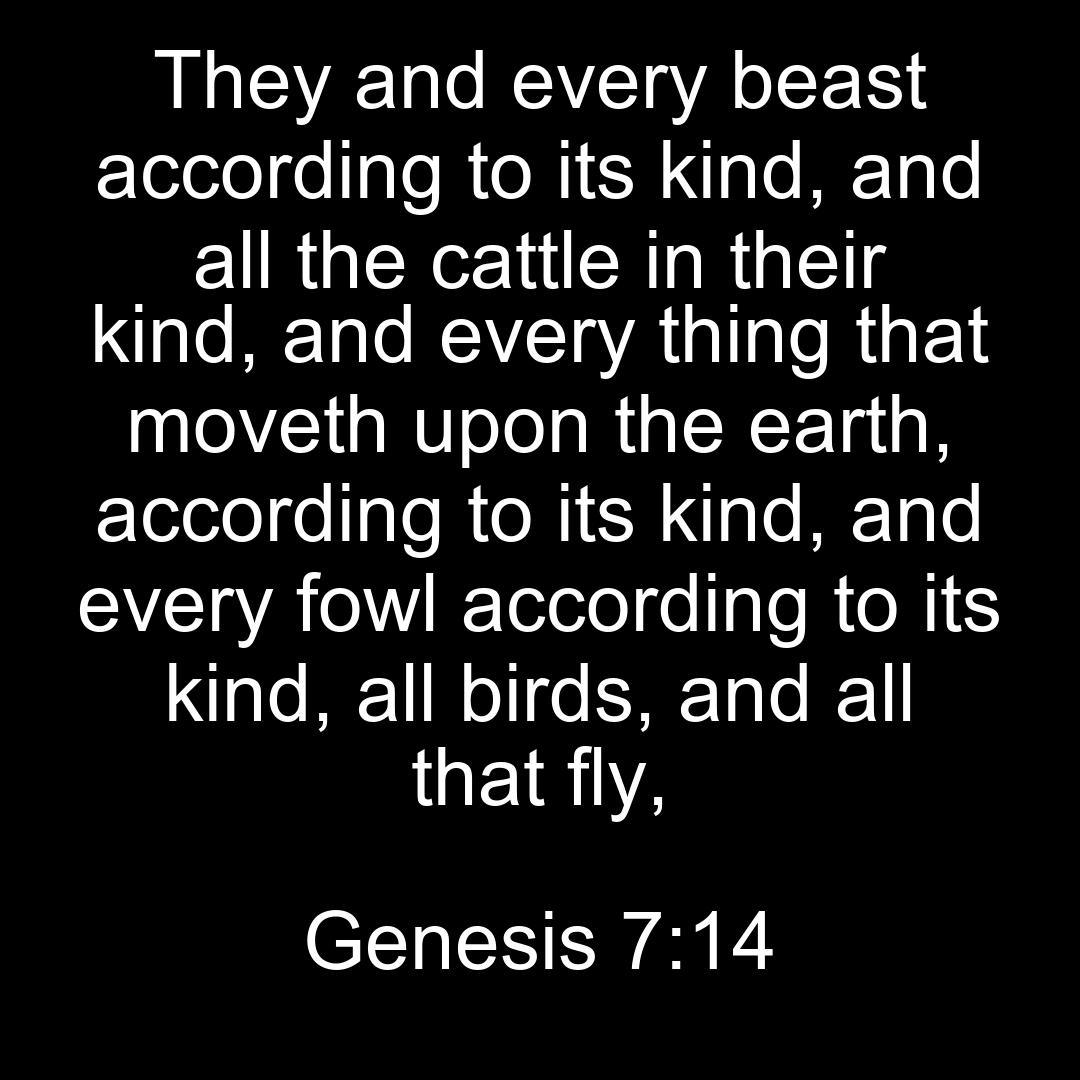 They and every beast
according to its kind, and
all the cattle in their
kind, and every thing that
moveth upon the earth,
according to its kind, and
every fowl according to its
kind, all birds, and all
that fly,
Genesis 7:14